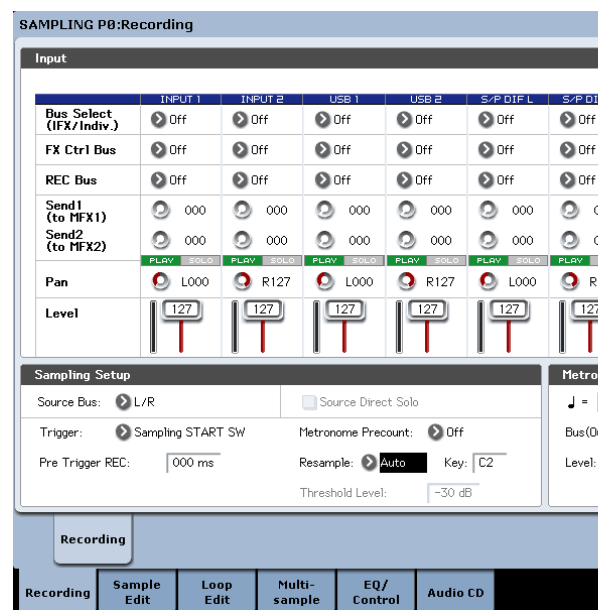 SAMPLING P0:Recording
Input
INPUT 1 INPUT 2 USB 1 USB 2 S/P DIF L S/P DI
Bus Select (IFX/Indiv.) Off Off Off Off Off Off
FX Ctrl Bus Off Off Off Off Off Off
REC Bus Off Off Off Off Off Off
Send1 (to MFX1) 000 000 000 000 000
Send2 (to MFX2) 000 000 000 000 000
PLAY SOLO PLAY SOLO PLAY SOLO PLAY SOLO PLAY SOLO PLAY SOLO
Pan L000 R127 L000 R127 L000 R
Level 127 127 127 127 127 127
Sampling Setup
Metro
Source Bus: L/R Source Direct Solo ♩ =
Trigger: Sampling START SW Metronome Precount: Off Bus(O
Pre Trigger REC: 000 ms Resample: Auto Key: C2 Level:
Threshold Level: -30 dB
Recording
Recording Sample Edit Loop Edit Multi-sample EQ/Control Audio CD